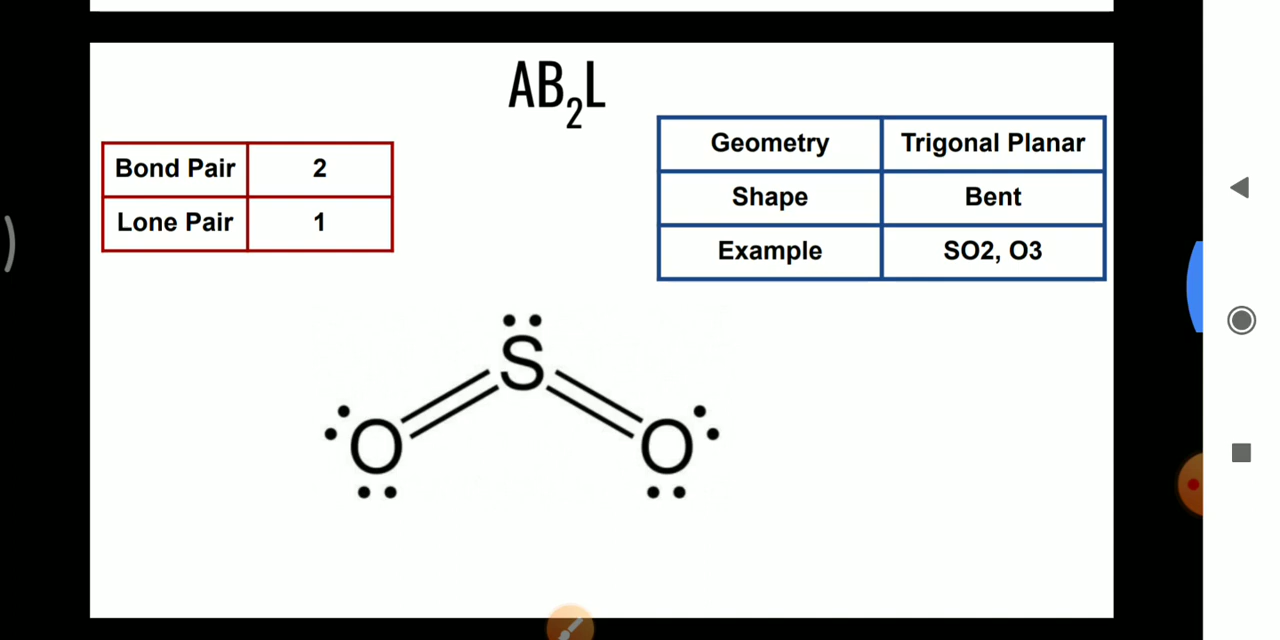 AB₂L
Bond Pair 2
Lone Pair 1
Geometry Trigonal Planar
Shape Bent
Example SO2, O3
S
O O